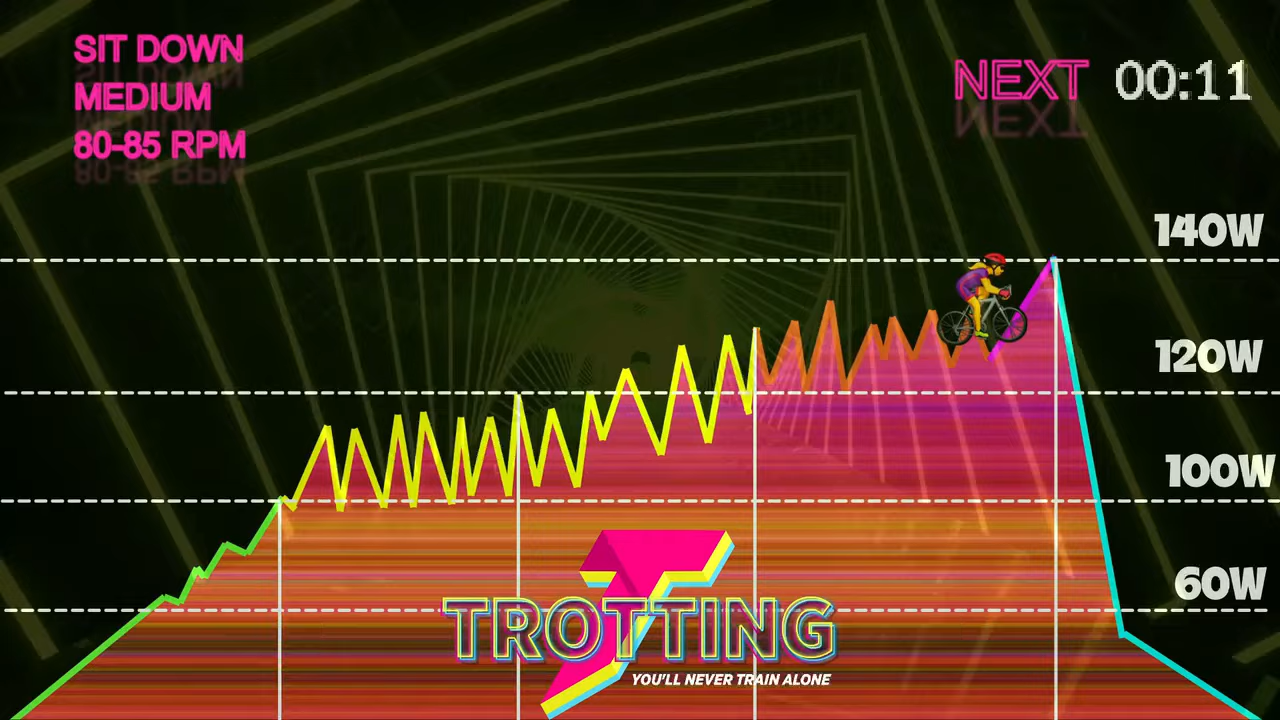 SIT DOWN
MEDIUM
80-85 RPM
NEXT 00:11
140W
120W
100W
60W
TROTTING
YOU'LL NEVER TRAIN ALONE